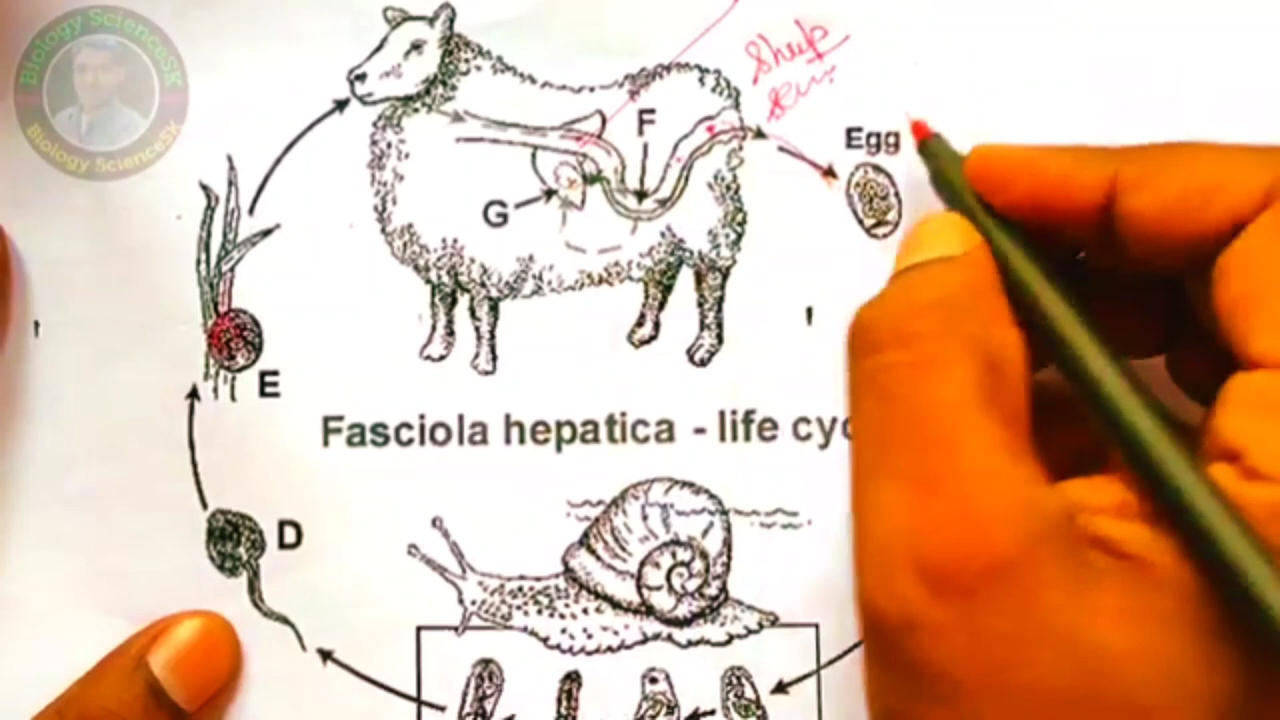 Biology ScienceSK
Biology ScienceSK
Sheep
F
Egg
G
E
Fasciola hepatica - life cyc
D